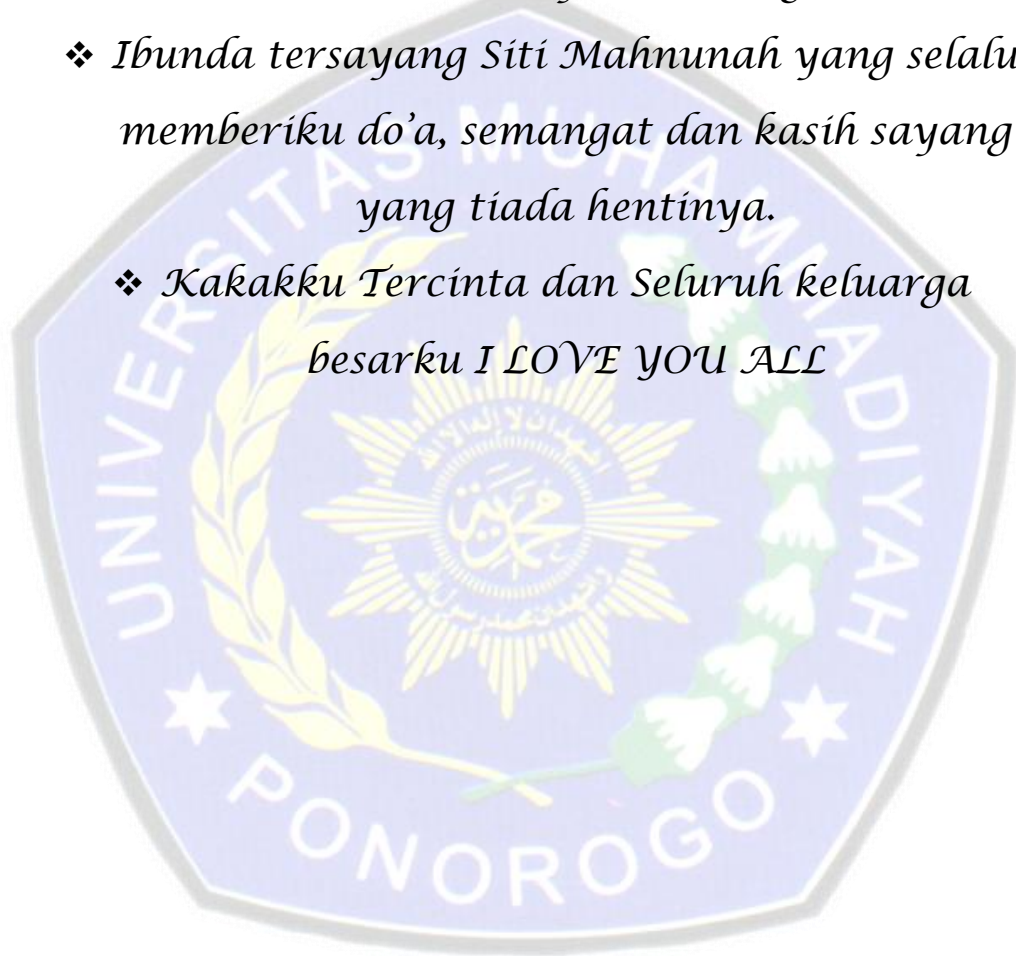 ❖ Ibunda tersayang Siti Mahnunah yang selalu
memberiku do'a, semangat dan kasih sayang
yang tiada hentinya.
❖ Kakakku Tercinta dan Seluruh keluarga
besarku I LOVE YOU ALL
UNIVERSITAS MUHAMMADIYAH
PONOROGO